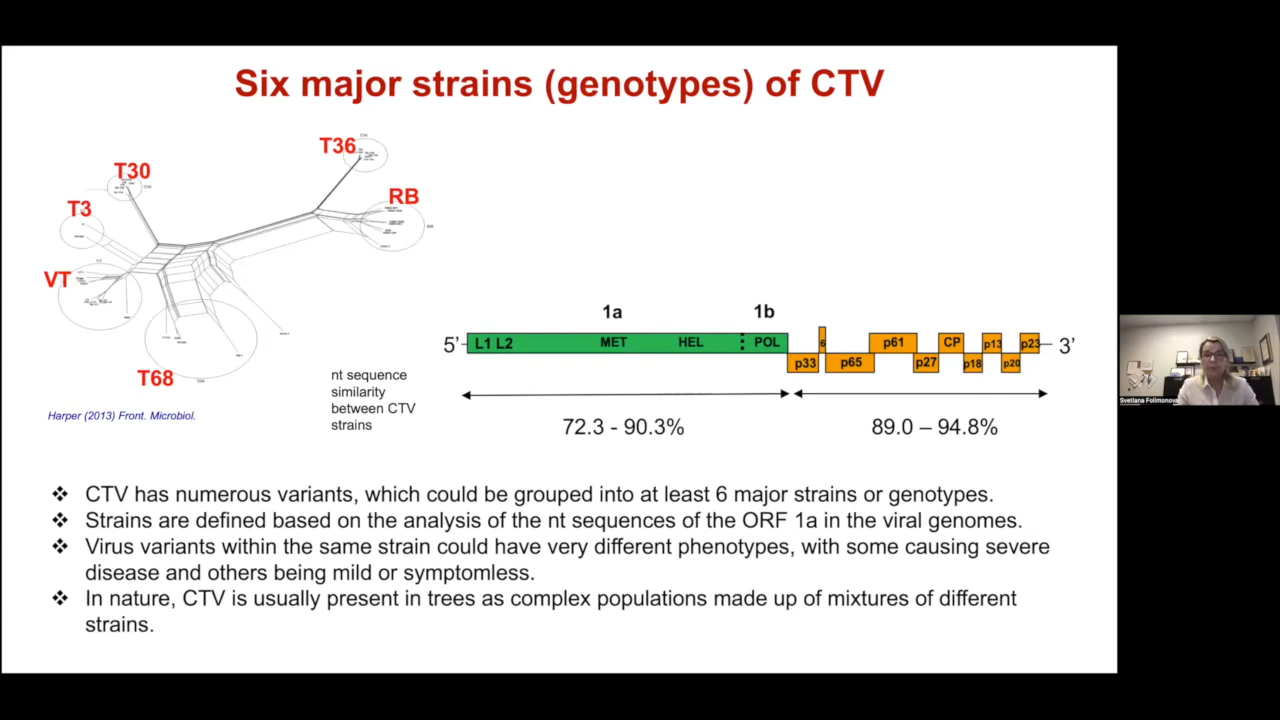 Six major strains (genotypes) of CTV
T36
T30
RB
T3
VT
T68
Harper (2013) Front. Microbiol.
nt sequence
similarity
between CTV
strains
1a
1b
5’
L1 L2
MET
HEL
POL
p33
6
p65
p61
p27
CP
p18
p13
p20
p23
3’
72.3 - 90.3%
89.0 – 94.8%
❖ CTV has numerous variants, which could be grouped into at least 6 major strains or genotypes.
❖ Strains are defined based on the analysis of the nt sequences of the ORF 1a in the viral genomes.
❖ Virus variants within the same strain could have very different phenotypes, with some causing severe
disease and others being mild or symptomless.
❖ In nature, CTV is usually present in trees as complex populations made up of mixtures of different
strains.
Svetlana Folimonova